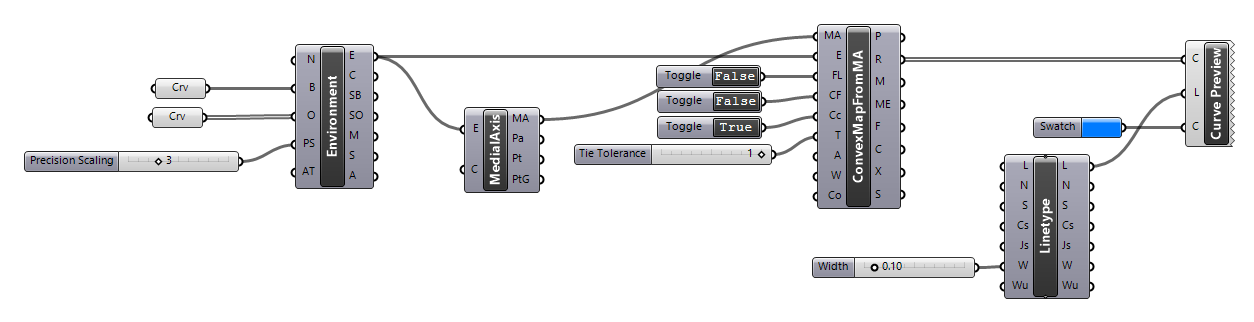 Crv
Crv
Precision Scaling 3
N
B
O
PS
AT
Environment
E
C
SB
SO
M
S
A
E
C
MedialAxis
MA
Pa
Pt
PtG
Toggle False
Toggle False
Toggle True
Tie Tolerance 1
MA
E
FL
CF
Cc
T
A
W
Co
ConvexMapFromMA
P
R
M
ME
F
C
X
S
Width 0.10
Swatch
L
N
S
Cs
Js
W
Wu
Linetype
L
N
S
Cs
Js
W
Wu
C
L
C
Curve Preview